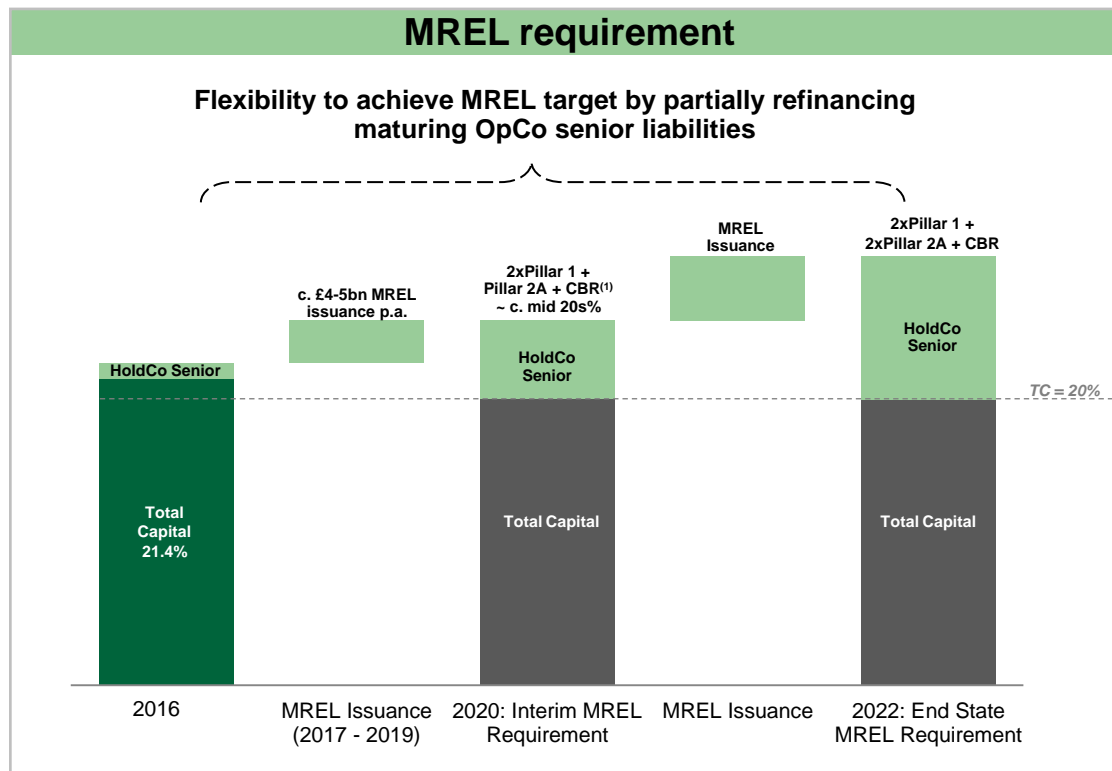 MREL requirement
Flexibility to achieve MREL target by partially refinancing
maturing OpCo senior liabilities
HoldCo Senior
Total
Capital
21.4%
c. £4-5bn MREL
issuance p.a.
2xPillar 1 +
Pillar 2A + CBR(1)
~ c. mid 20s%
HoldCo
Senior
Total Capital
MREL
Issuance
2xPillar 1 +
2xPillar 2A + CBR
HoldCo
Senior
Total Capital
TC = 20%
2016
MREL Issuance
(2017 - 2019)
2020: Interim MREL
Requirement
MREL Issuance
2022: End State
MREL Requirement